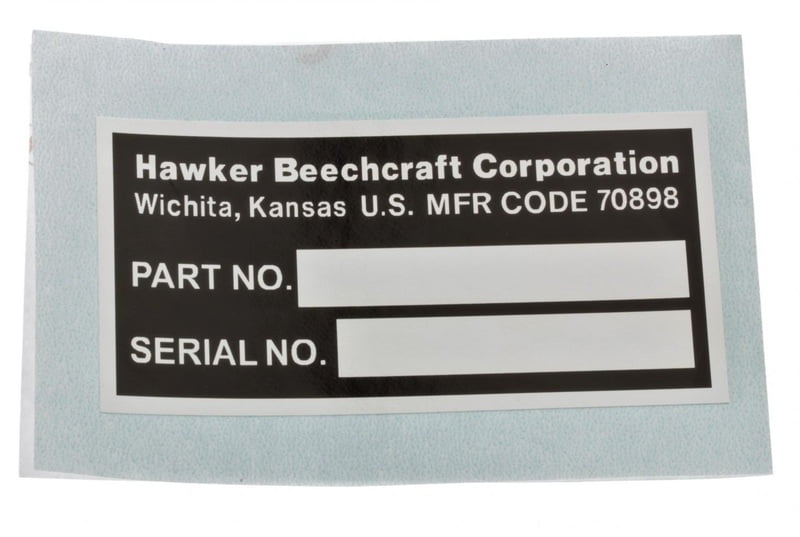 Hawker Beechcraft Corporation
Wichita, Kansas U.S. MFR CODE 70898
PART NO.
SERIAL NO.